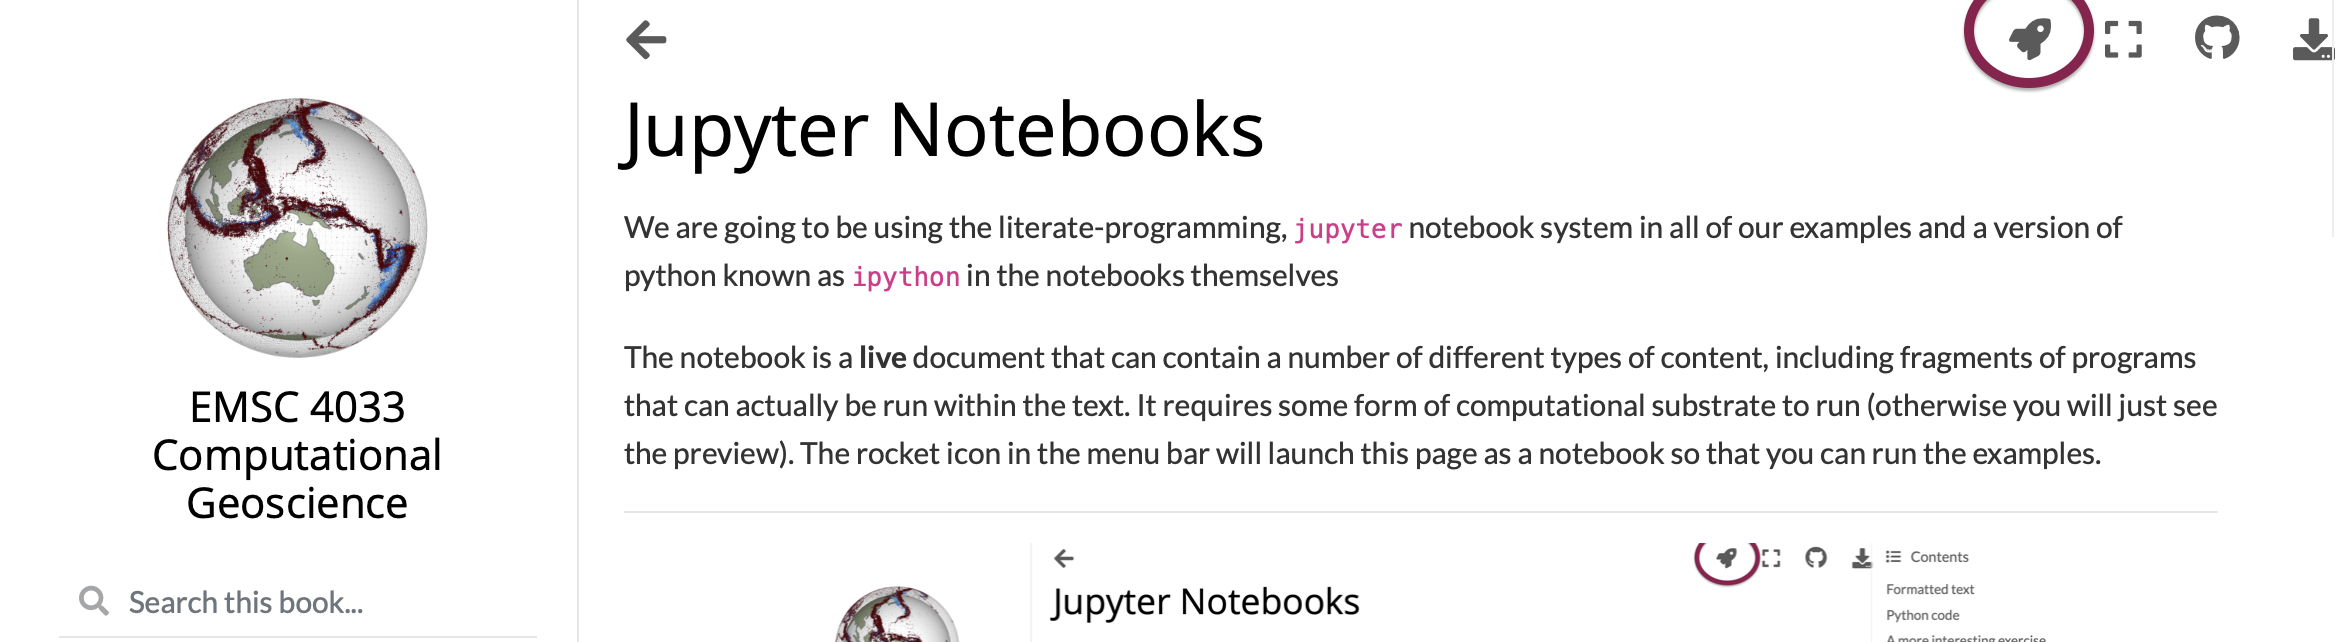 EMSC 4033
Computational
Geoscience
Search this book...
Jupyter Notebooks
We are going to be using the literate-programming, jupyter notebook system in all of our examples and a version of
python known as ipython in the notebooks themselves
The notebook is a live document that can contain a number of different types of content, including fragments of programs
that can actually be run within the text. It requires some form of computational substrate to run (otherwise you will just see
the preview). The rocket icon in the menu bar will launch this page as a notebook so that you can run the examples.
Jupyter Notebooks
Contents
Formatted text
Python code
A more interesting exercise